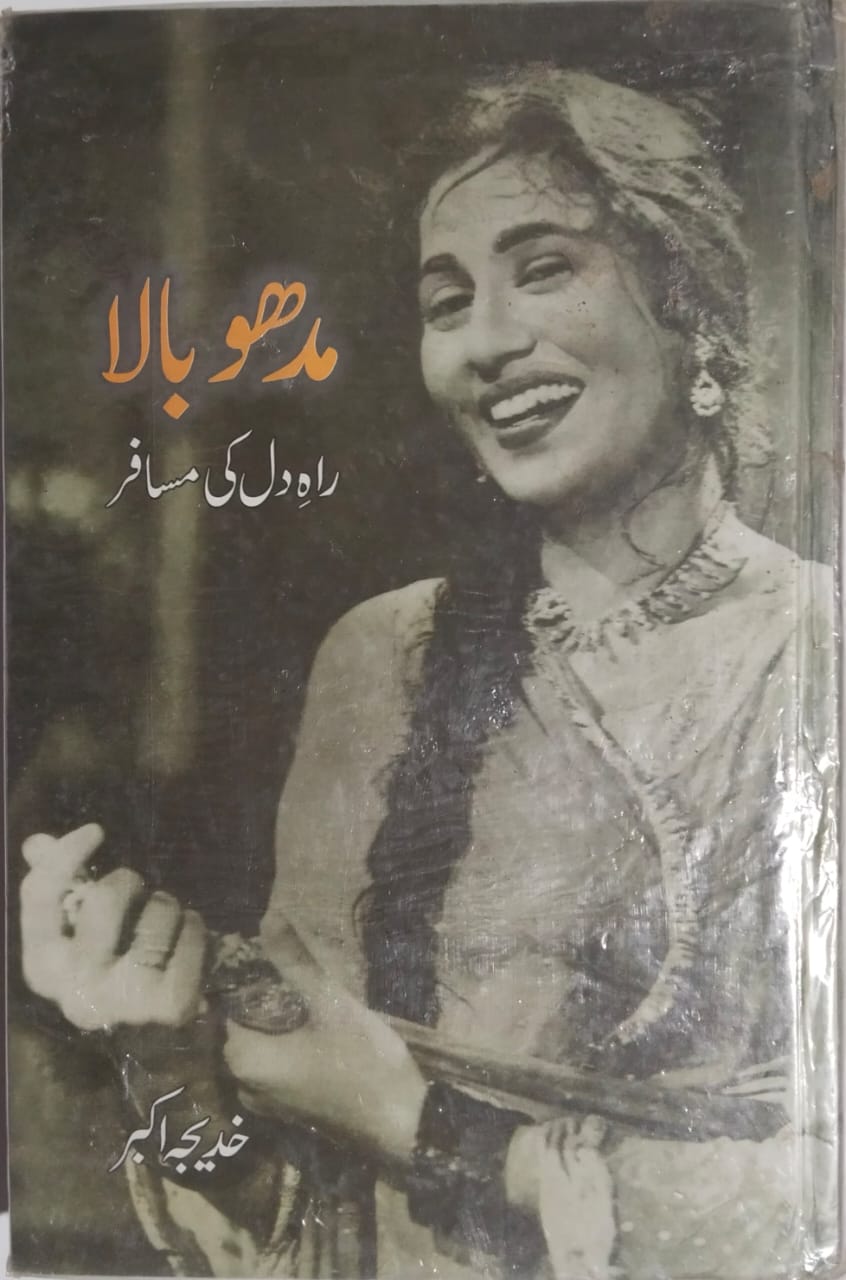 مدھو بالا
راہِ دل کی مسافر
خدیجہ اکبر